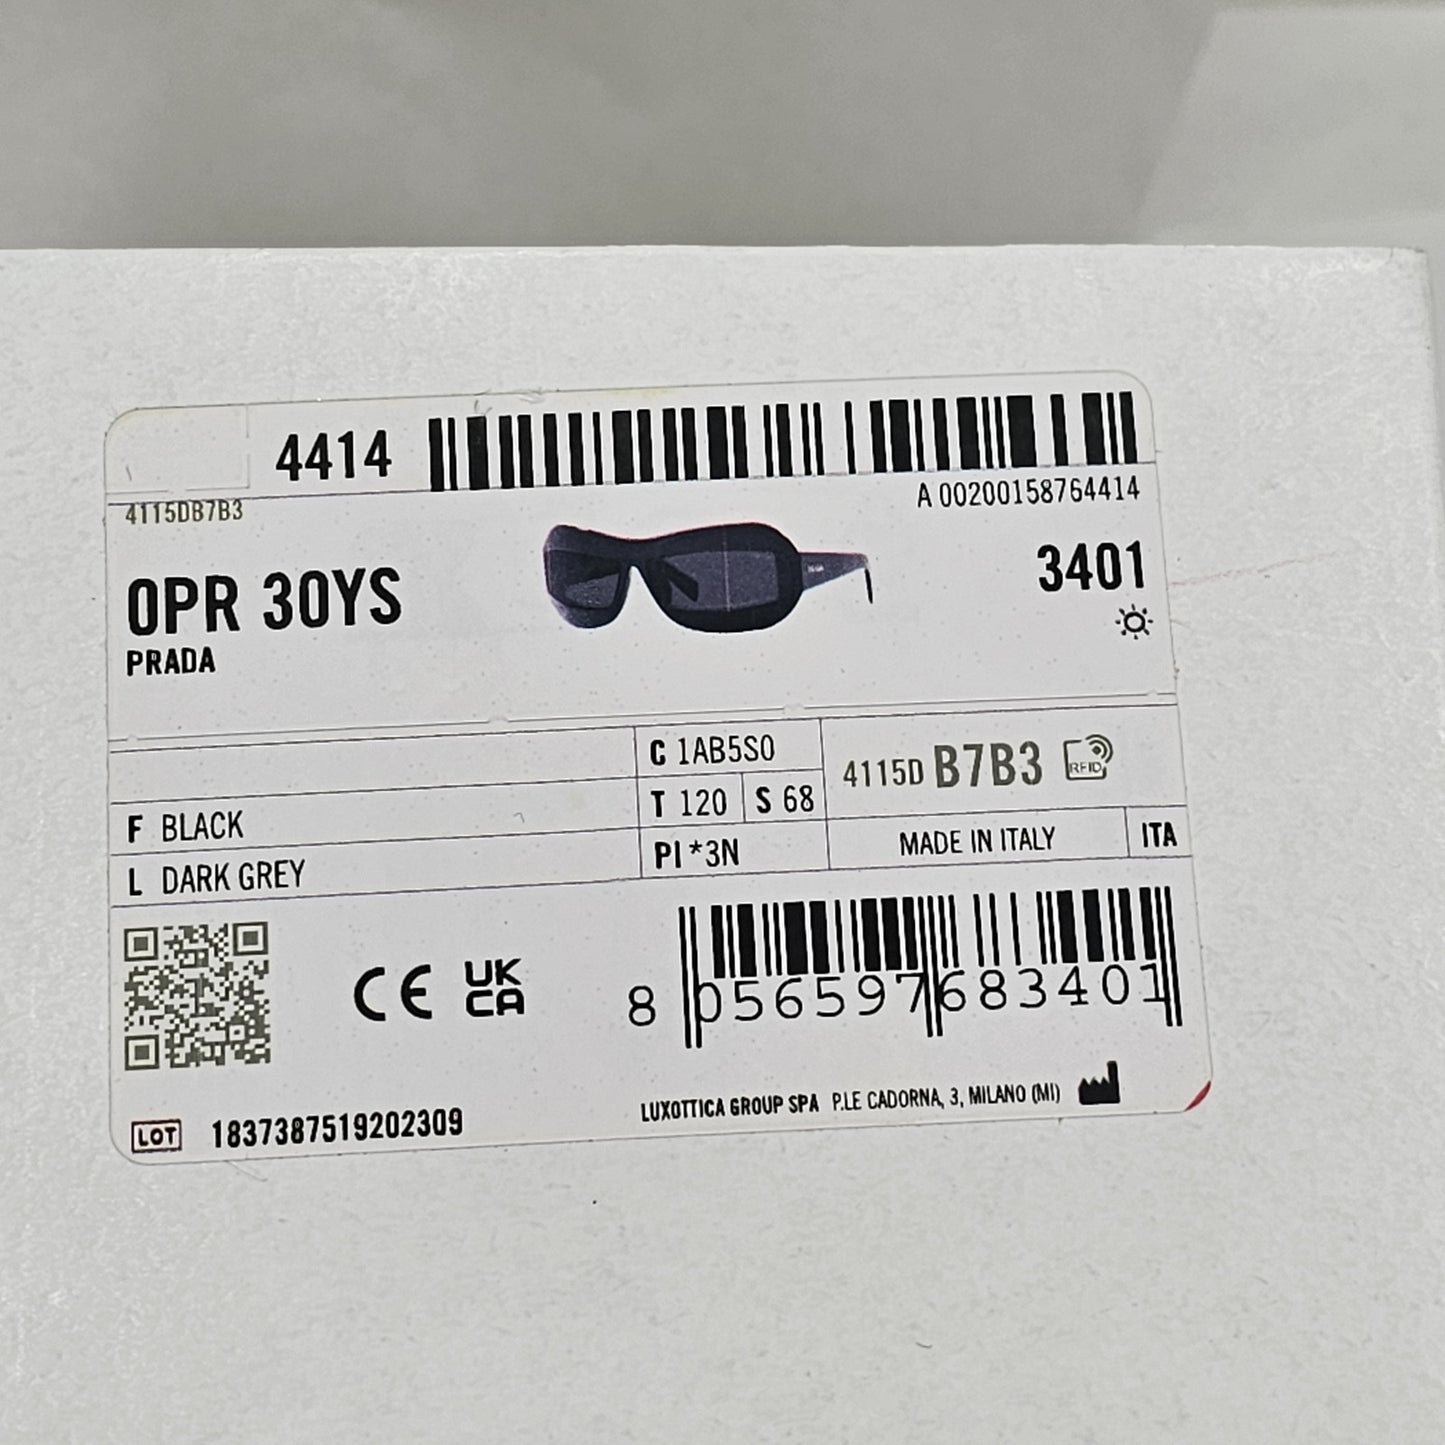 4414
A 00200158764414
4115DB7B3
0PR 30YS
3401
PRADA
C 1AB5S0
4115D B7B3 RFID
T 120 S 68
F BLACK
PI *3N
MADE IN ITALY ITA
L DARK GREY
CE UK CA
8 056597 683401
LUXOTTICA GROUP SPA P.LE CADORNA, 3, MILANO (MI)
LOT 1837387519202309